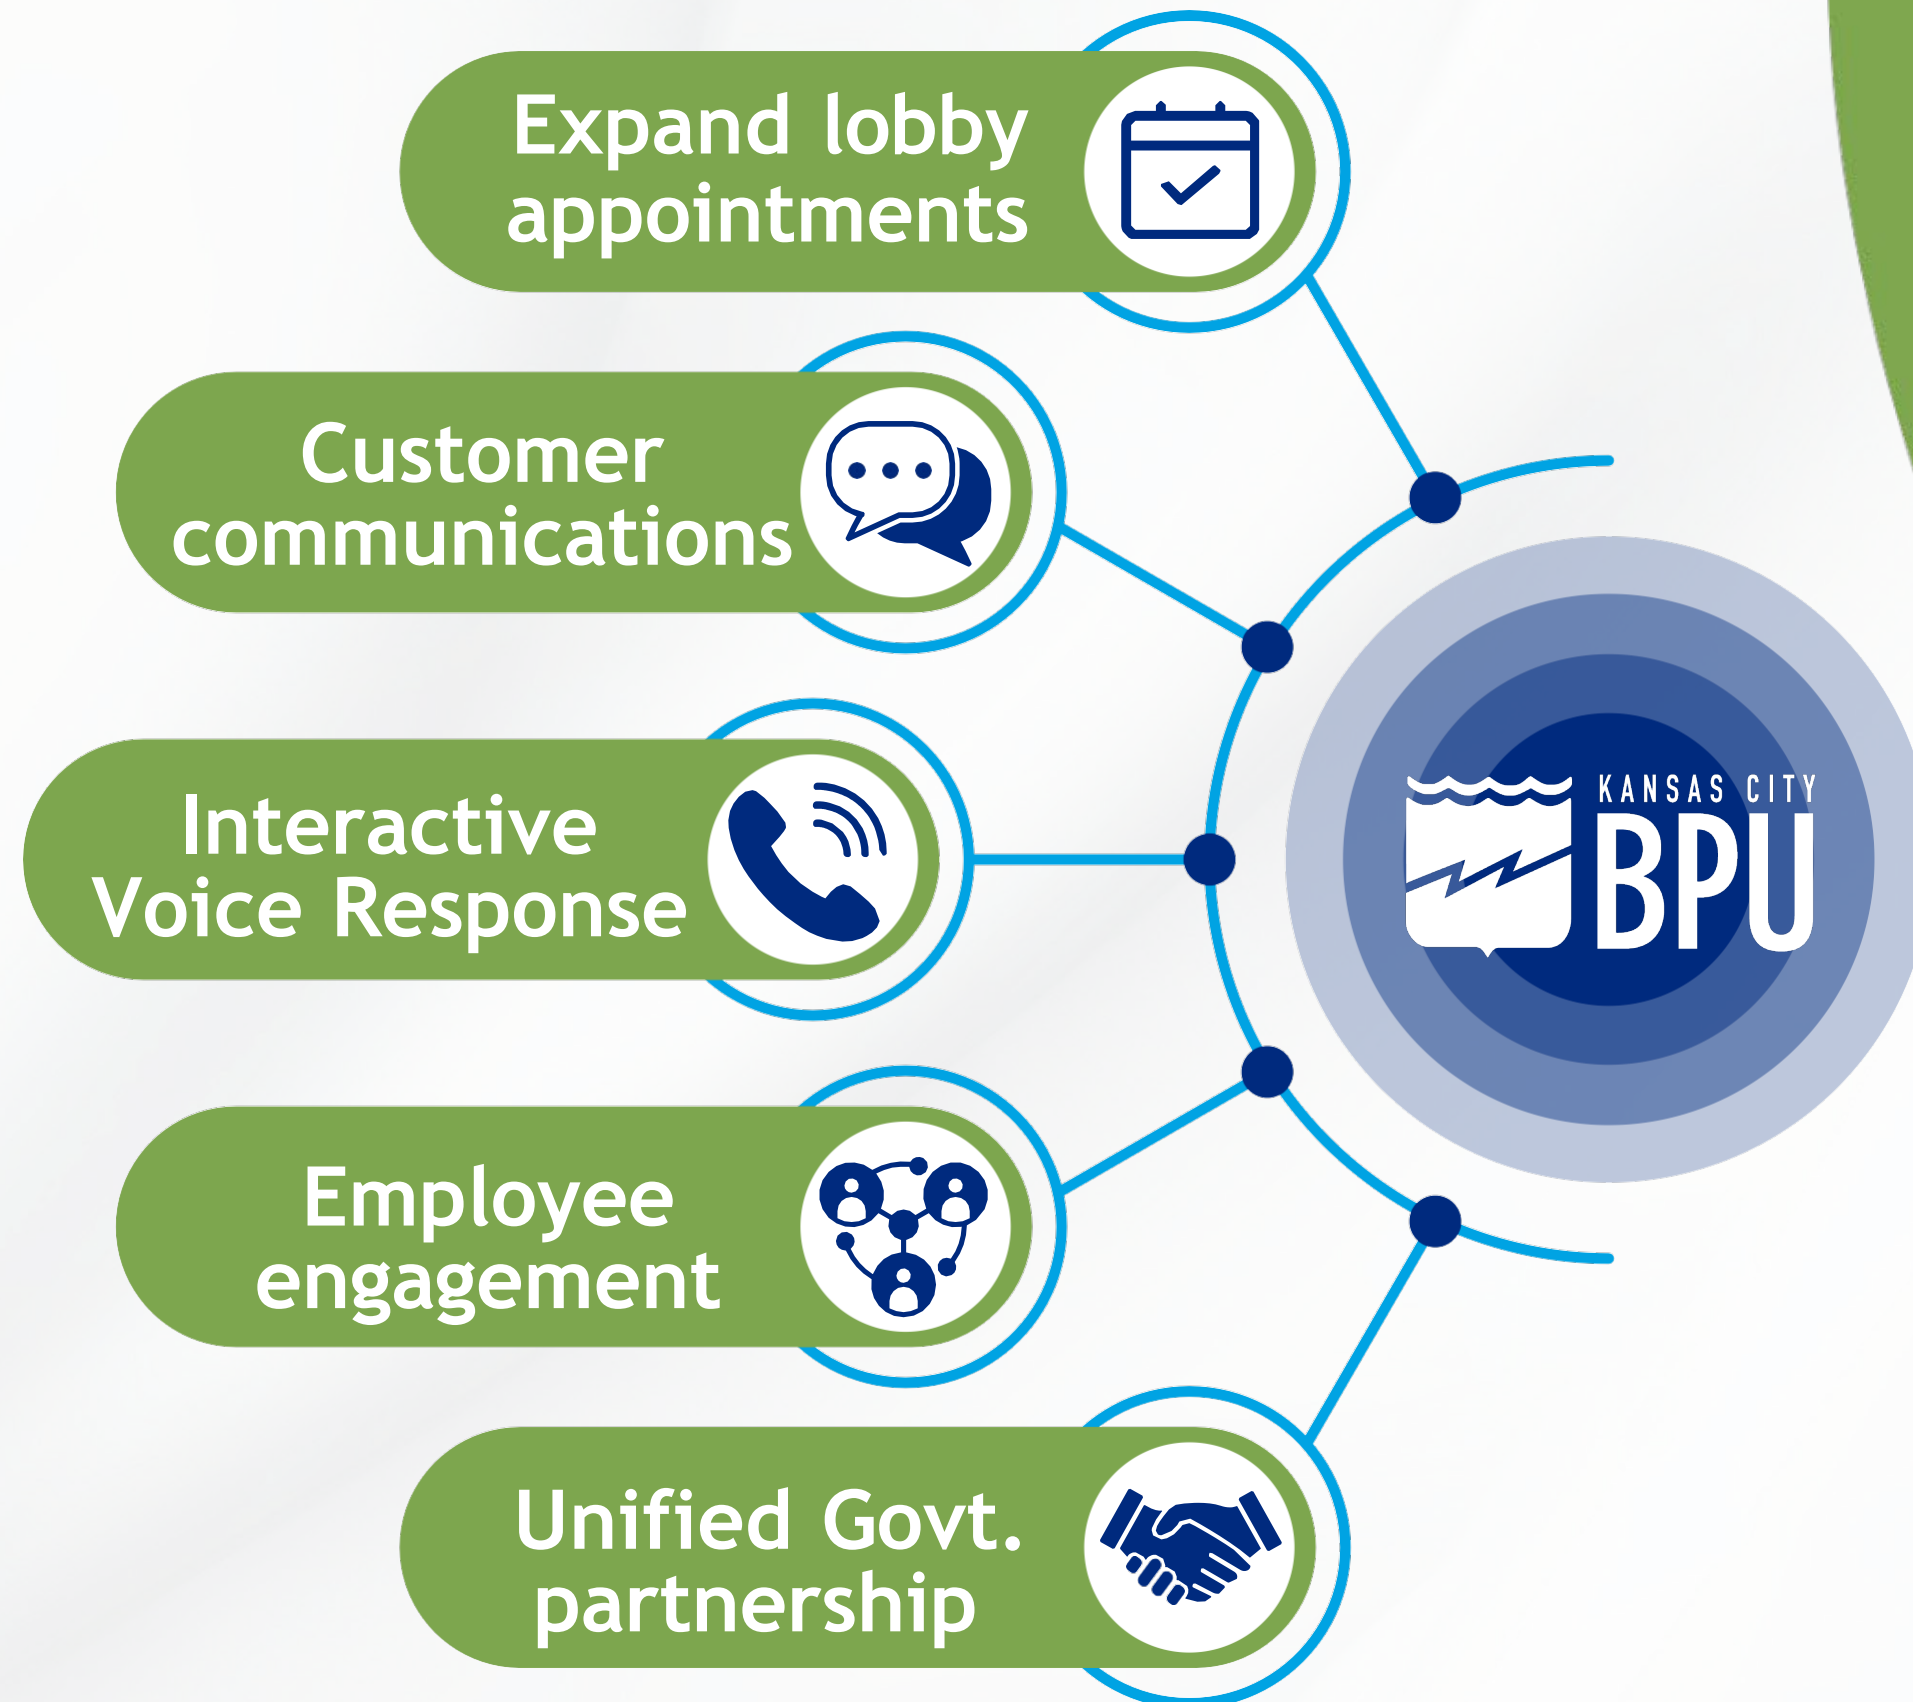 Expand lobby
appointments
Customer
communications
Interactive
Voice Response
KANSAS CITY
BPU
Employee
engagement
Unified Govt.
partnership